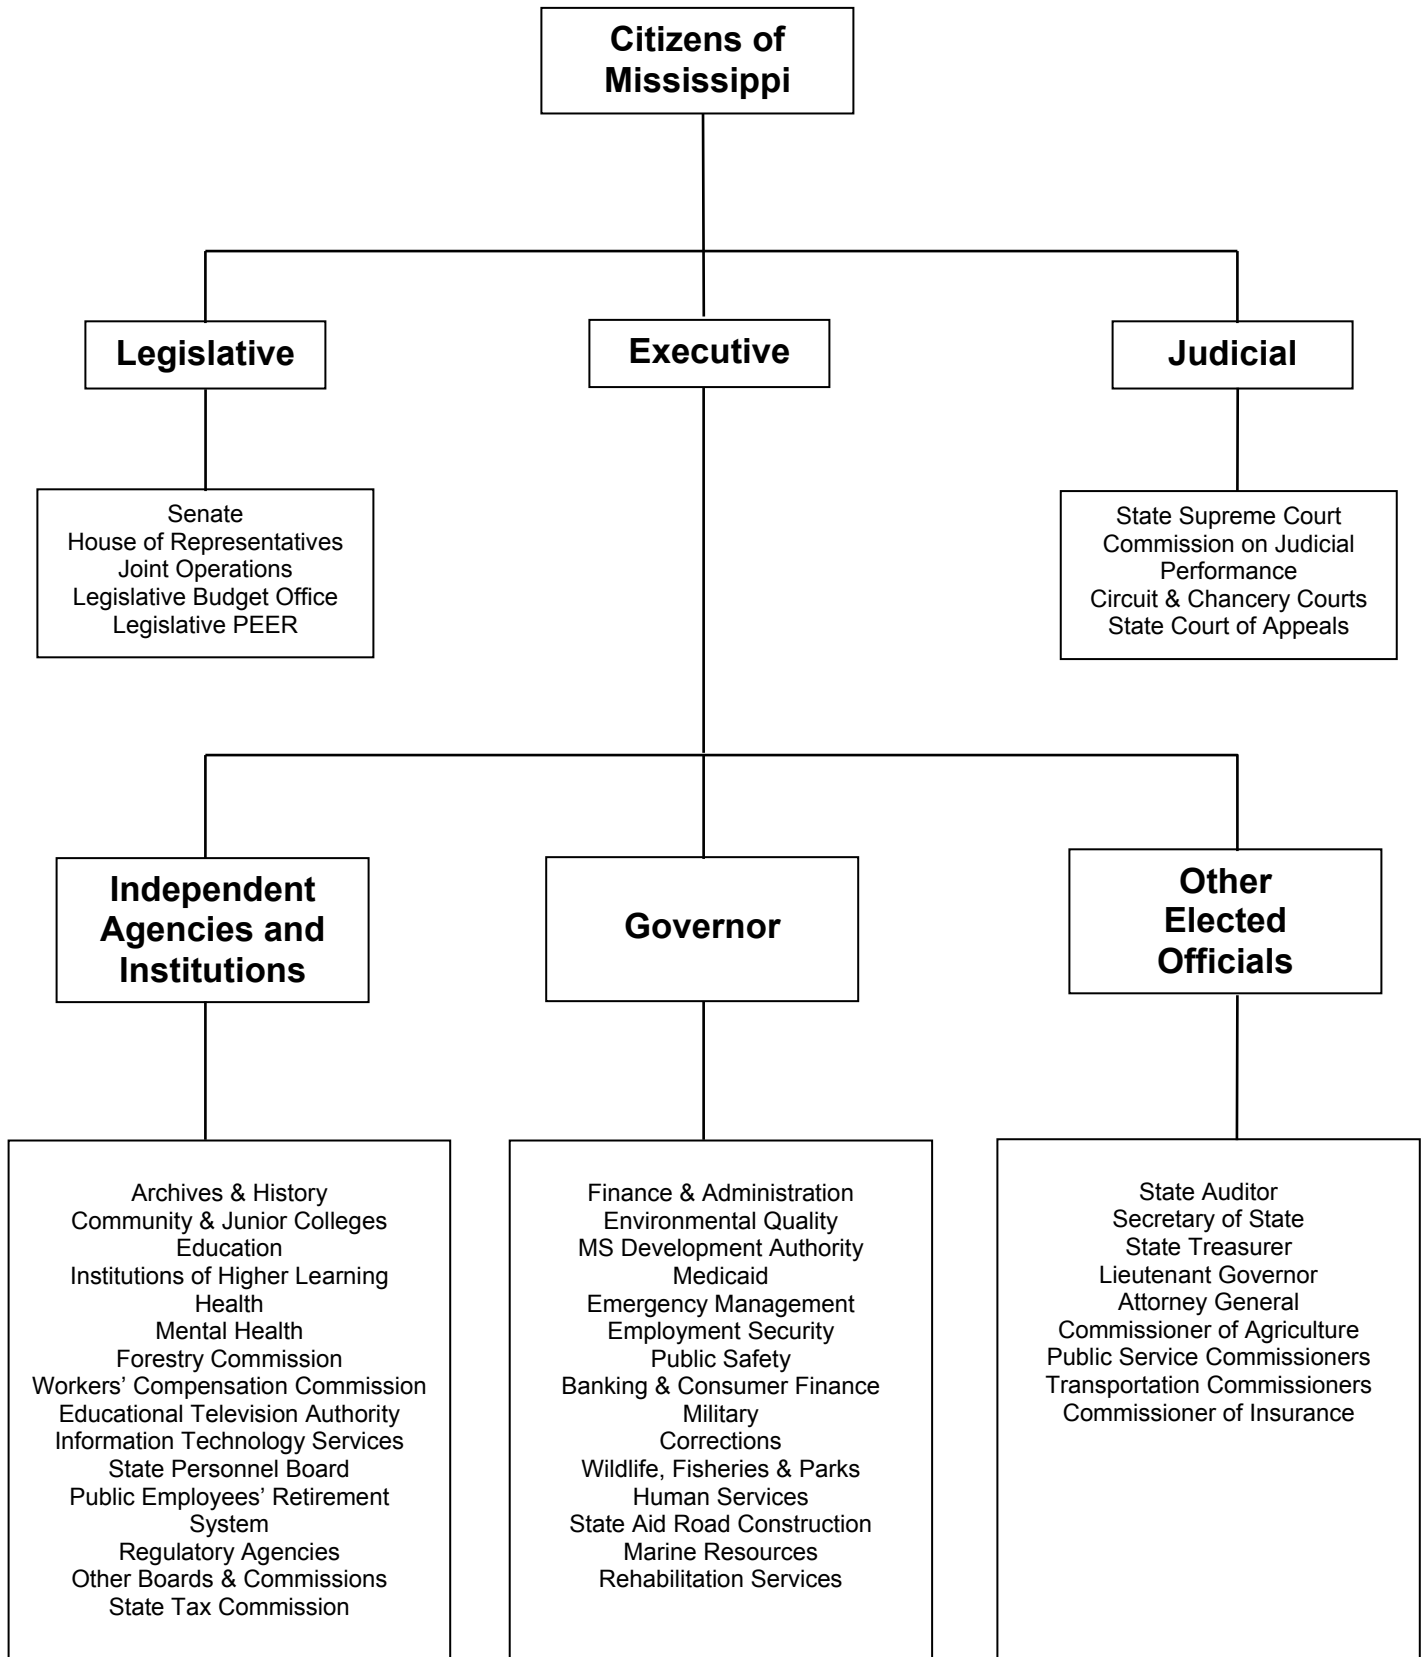 Citizens of
Mississippi
Legislative
Executive
Judicial
Senate
House of Representatives
Joint Operations
Legislative Budget Office
Legislative PEER
State Supreme Court
Commission on Judicial
Performance
Circuit & Chancery Courts
State Court of Appeals
Independent
Agencies and
Institutions
Governor
Other
Elected
Officials
Archives & History
Community & Junior Colleges
Education
Institutions of Higher Learning
Health
Mental Health
Forestry Commission
Workers’ Compensation Commission
Educational Television Authority
Information Technology Services
State Personnel Board
Public Employees’ Retirement
System
Regulatory Agencies
Other Boards & Commissions
State Tax Commission
Finance & Administration
Environmental Quality
MS Development Authority
Medicaid
Emergency Management
Employment Security
Public Safety
Banking & Consumer Finance
Military
Corrections
Wildlife, Fisheries & Parks
Human Services
State Aid Road Construction
Marine Resources
Rehabilitation Services
State Auditor
Secretary of State
State Treasurer
Lieutenant Governor
Attorney General
Commissioner of Agriculture
Public Service Commissioners
Transportation Commissioners
Commissioner of Insurance